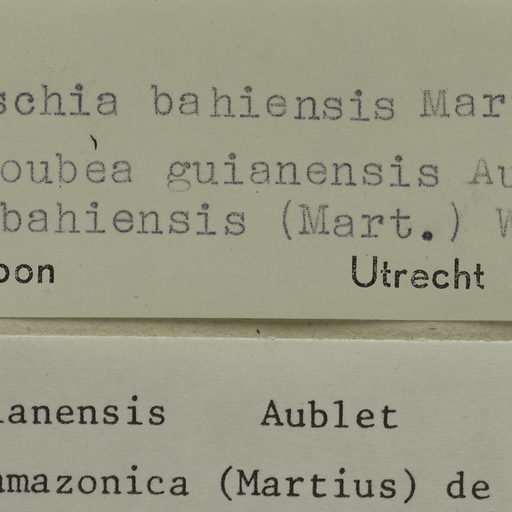 schia bahiensis Mar
oubea guianensis Au
bahiensis (Mart.) W
oon Utrecht
ianensis Aublet
amazonica (Martius) de